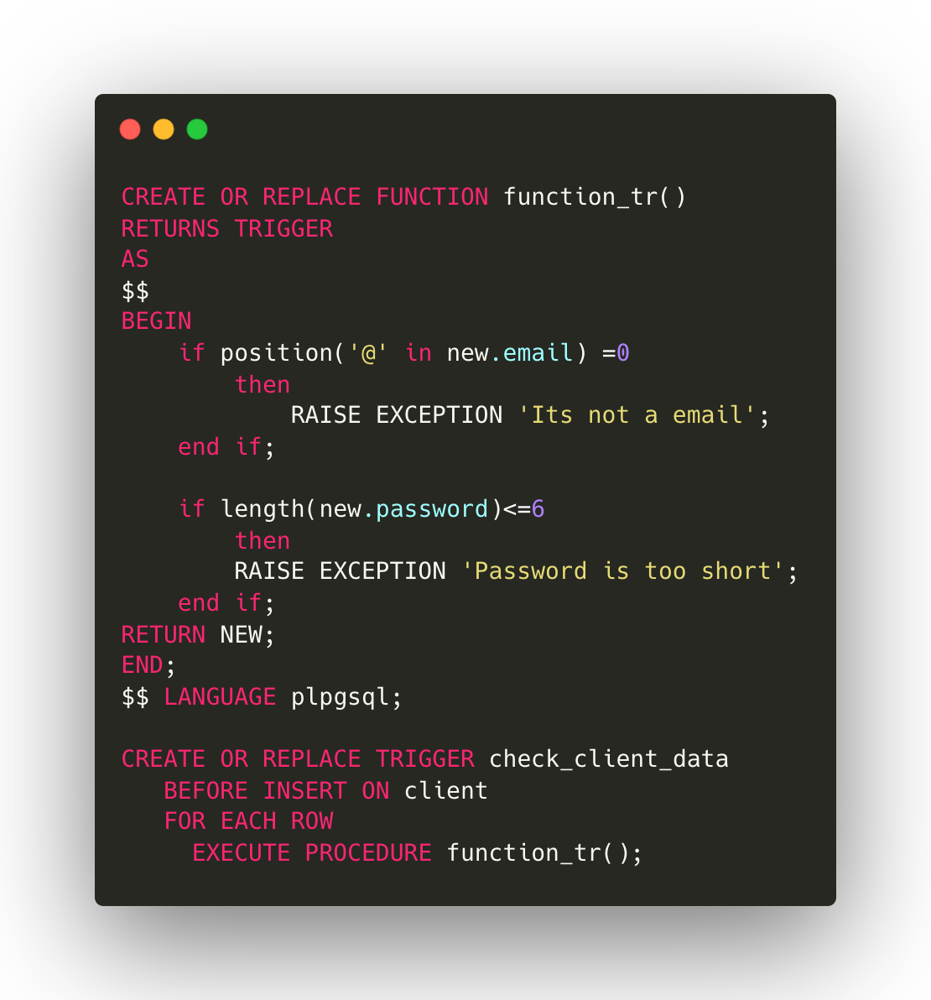 CREATE OR REPLACE FUNCTION function_tr()
RETURNS TRIGGER
AS
$$
BEGIN
    if position('@' in new.email) =0
        then
            RAISE EXCEPTION 'Its not a email';
    end if;

    if length(new.password)<=6
        then
        RAISE EXCEPTION 'Password is too short';
    end if;
RETURN NEW;
END;
$$ LANGUAGE plpgsql;

CREATE OR REPLACE TRIGGER check_client_data
   BEFORE INSERT ON client
   FOR EACH ROW
     EXECUTE PROCEDURE function_tr();